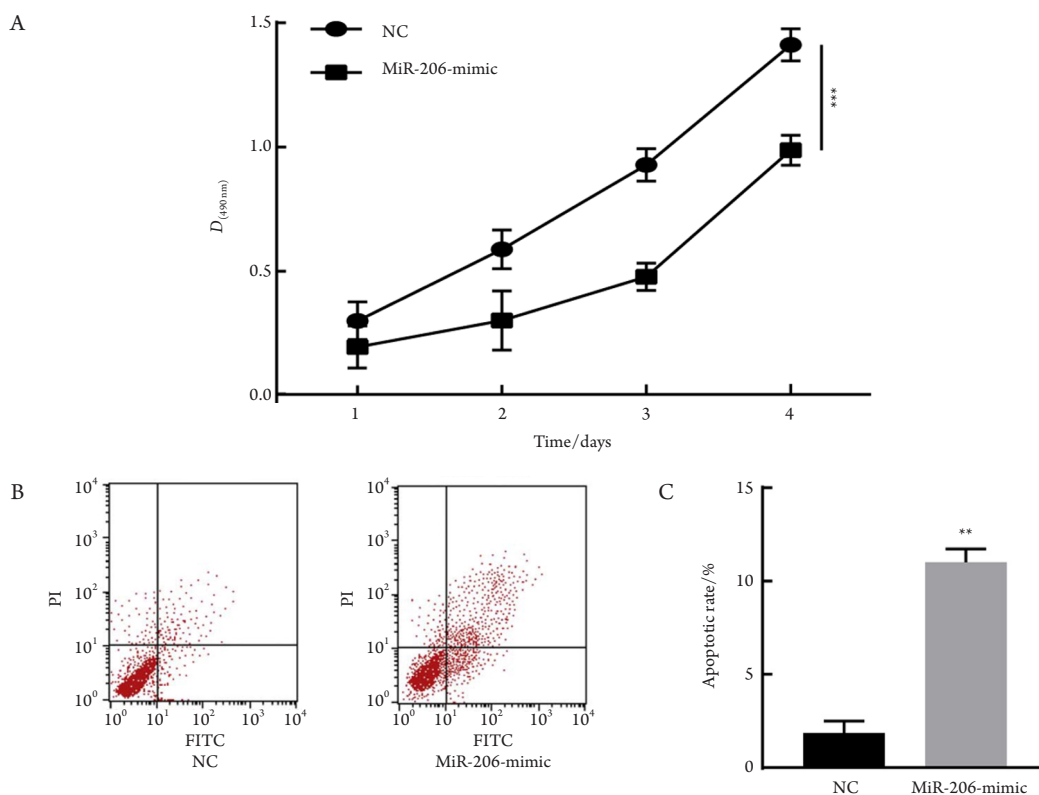 A
1.5
1.0
0.5
0.0
D(490 nm)
NC
MiR-206-mimic
***
1 2 3 4
Time/days
B
10⁴
10³
10²
10¹
10⁰
PI
10⁰ 10¹ 10² 10³ 10⁴
FITC
NC
10⁴
10³
10²
10¹
10⁰
PI
10⁰ 10¹ 10² 10³ 10⁴
FITC
MiR-206-mimic
C
15
10
5
0
Apoptotic rate/%
**
NC MiR-206-mimic